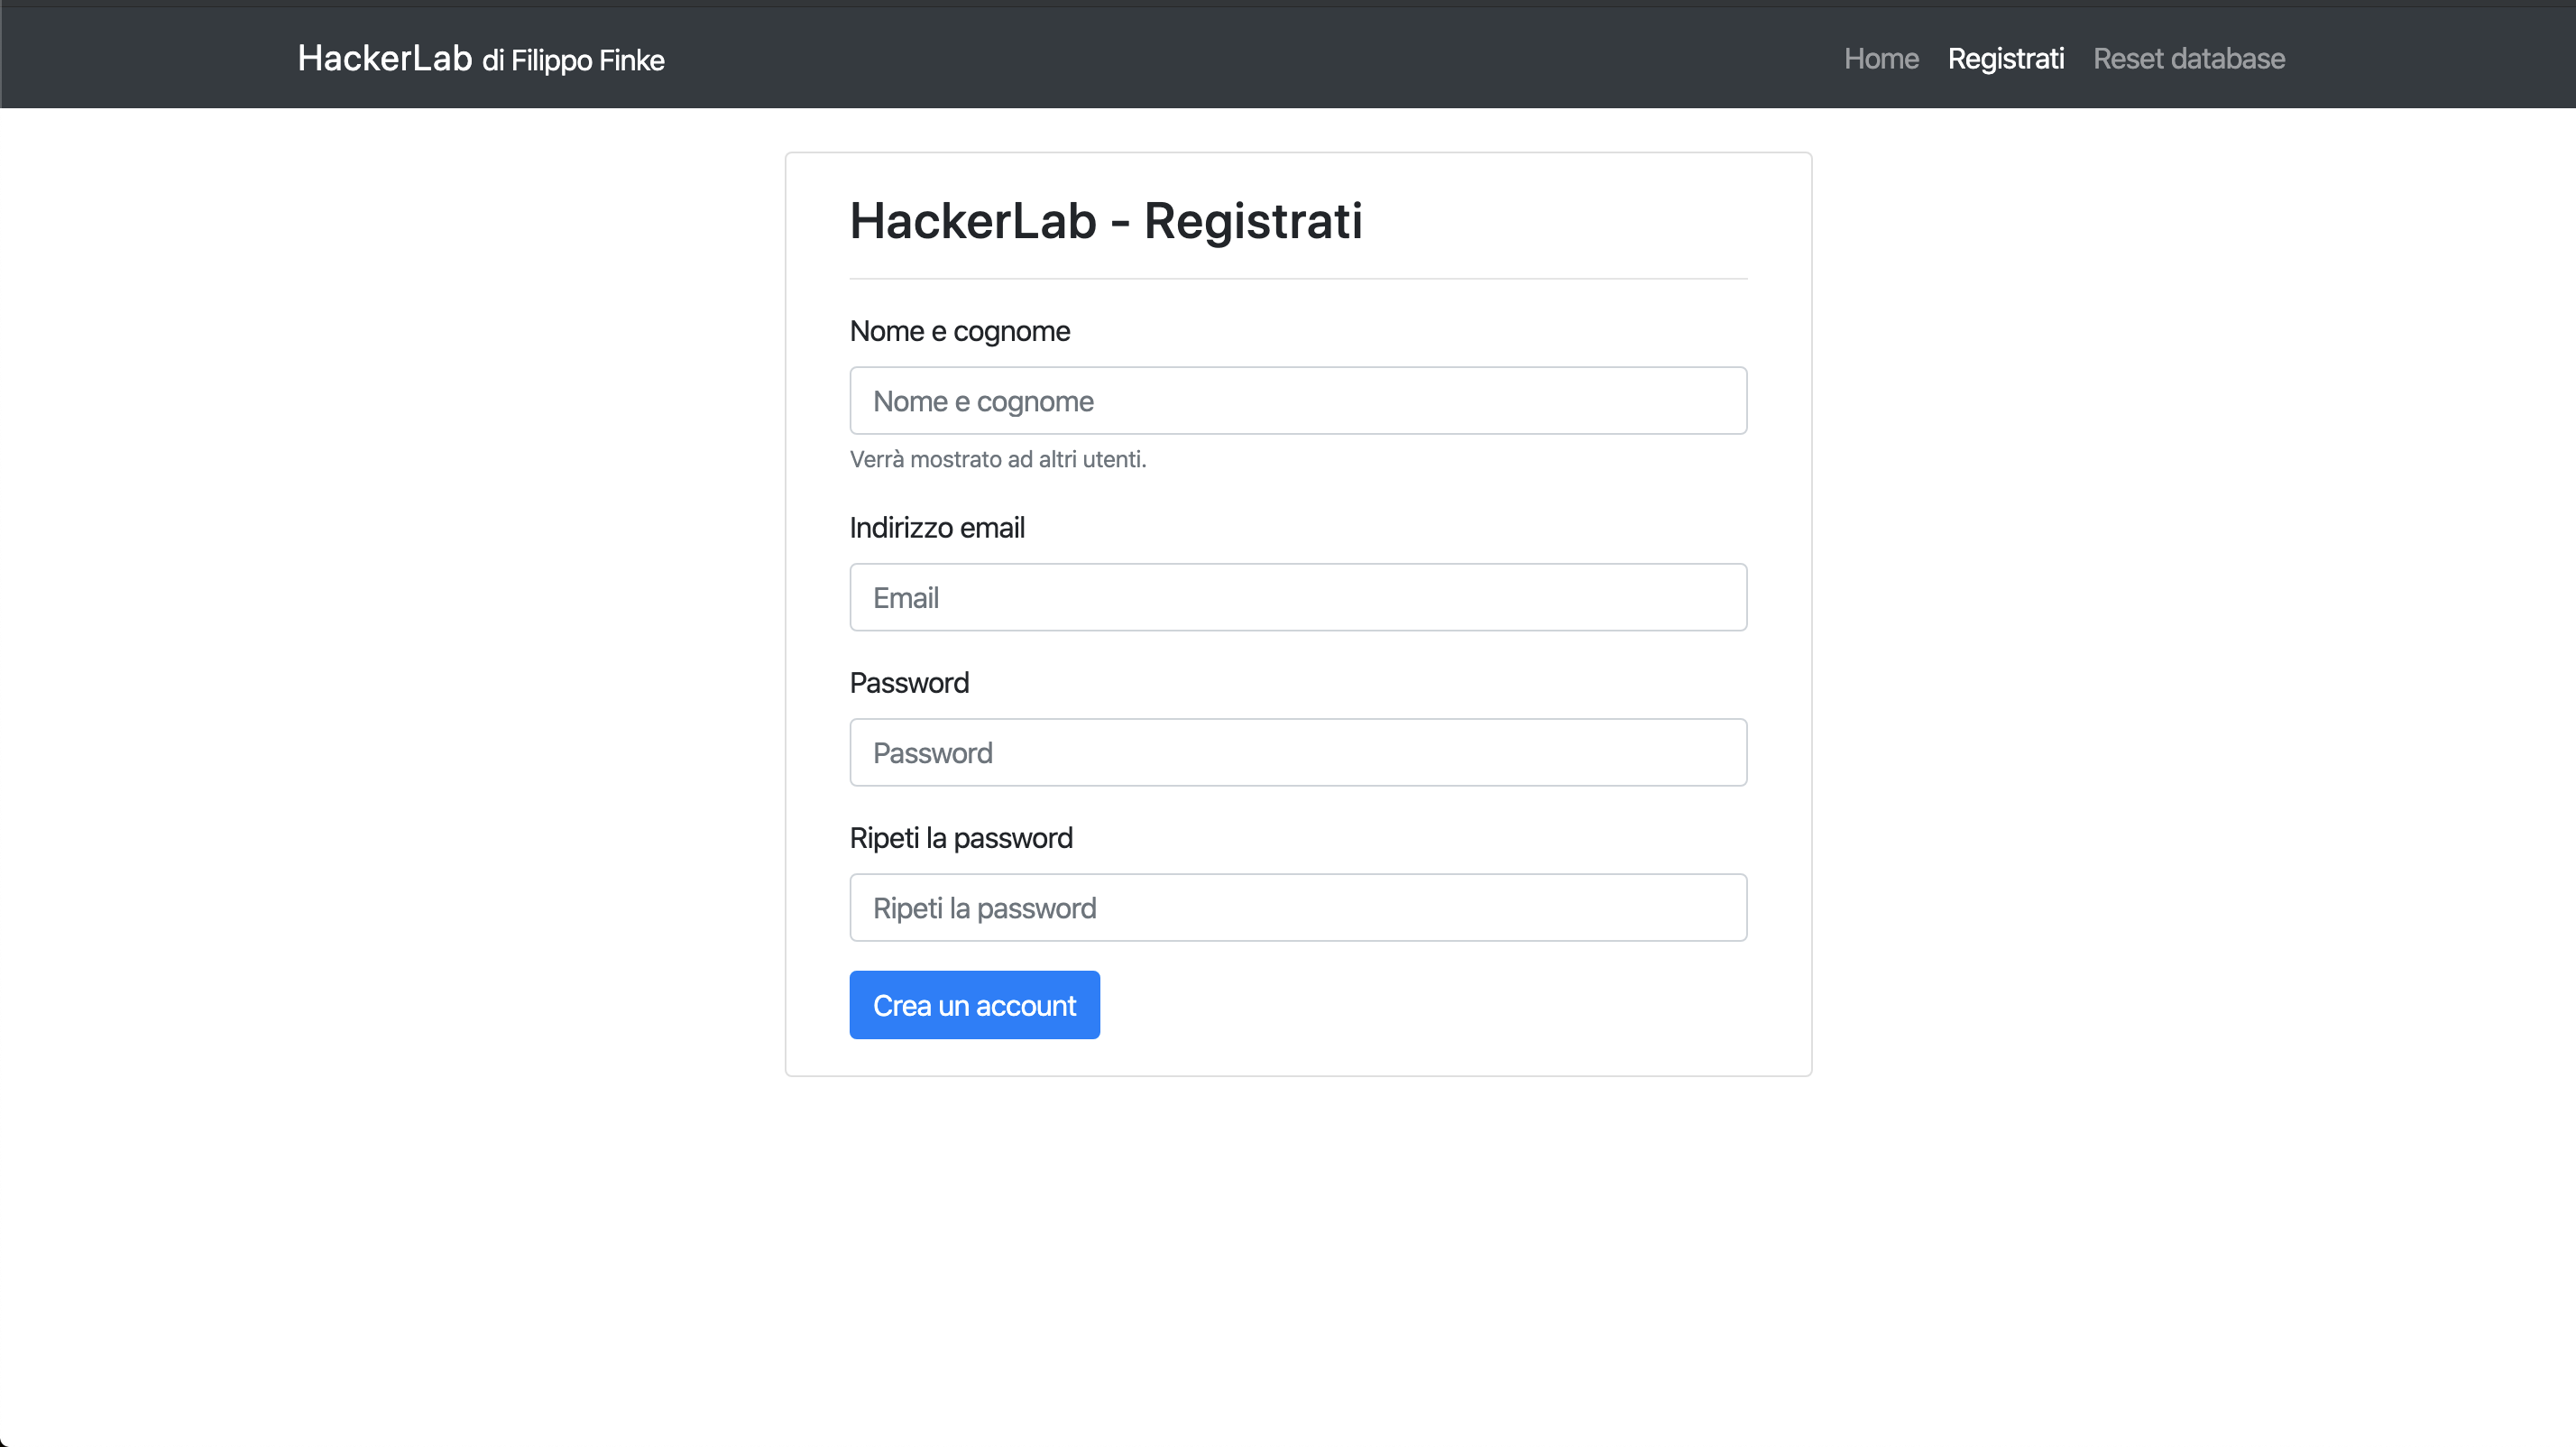 HackerLab di Filippo Finke
Home Registrati Reset database
HackerLab - Registrati
Nome e cognome
Nome e cognome
Verrà mostrato ad altri utenti.
Indirizzo email
Email
Password
Password
Ripeti la password
Ripeti la password
Crea un account